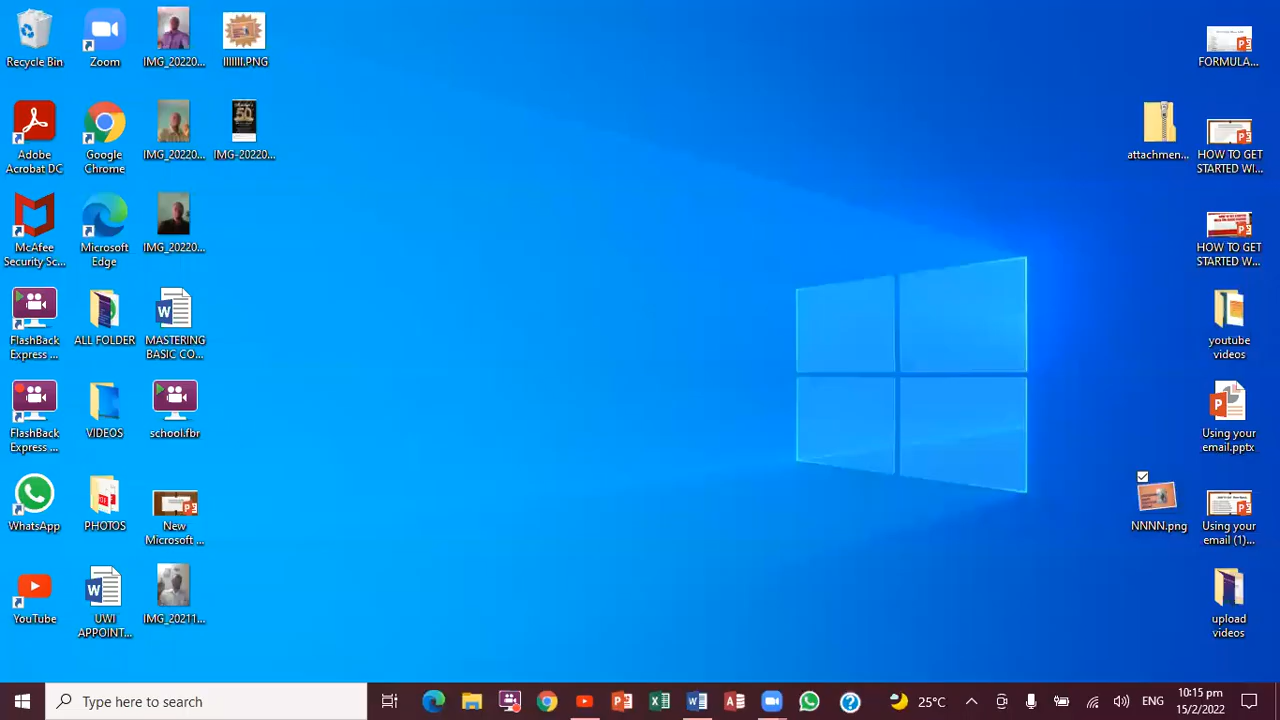 Recycle Bin
Zoom
IMG_20220...
IIIIIII.PNG
Adobe
Acrobat DC
Google
Chrome
IMG_20220...
IMG-20220...
50
McAfee
Security Sc...
Microsoft
Edge
IMG_20220...
FlashBack
Express ...
ALL FOLDER
MASTERING
BASIC CO...
FlashBack
Express ...
VIDEOS
school.fbr
WhatsApp
PHOTOS
New
Microsoft ...
YouTube
UWI
APPOINT...
IMG_20211...
FORMULA...
attachmen...
HOW TO GET
STARTED WI...
HOW TO GET
STARTED W...
youtube
videos
Using your
email.pptx
NNNN.png
Using your
email (1)...
upload
videos
Type here to search
25°C
ENG
10:15 pm
15/2/2022